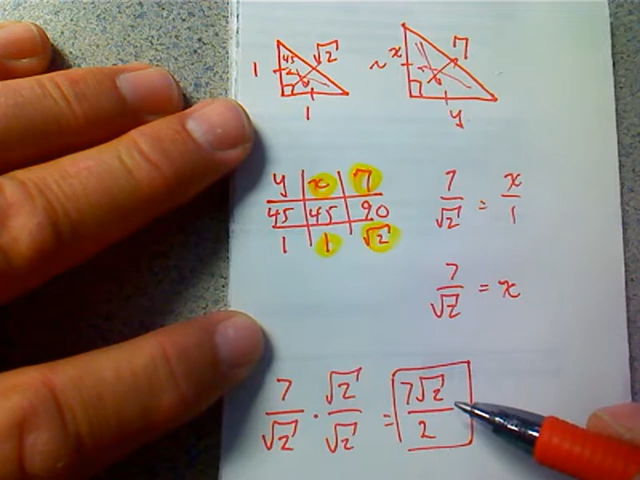 45 √2 x 7
1 ~
1 y
y x 7
45 45 90
1 1 √2
7/√2 = x/1
7/√2 = x
7/√2 · √2/√2 = 7√2/2